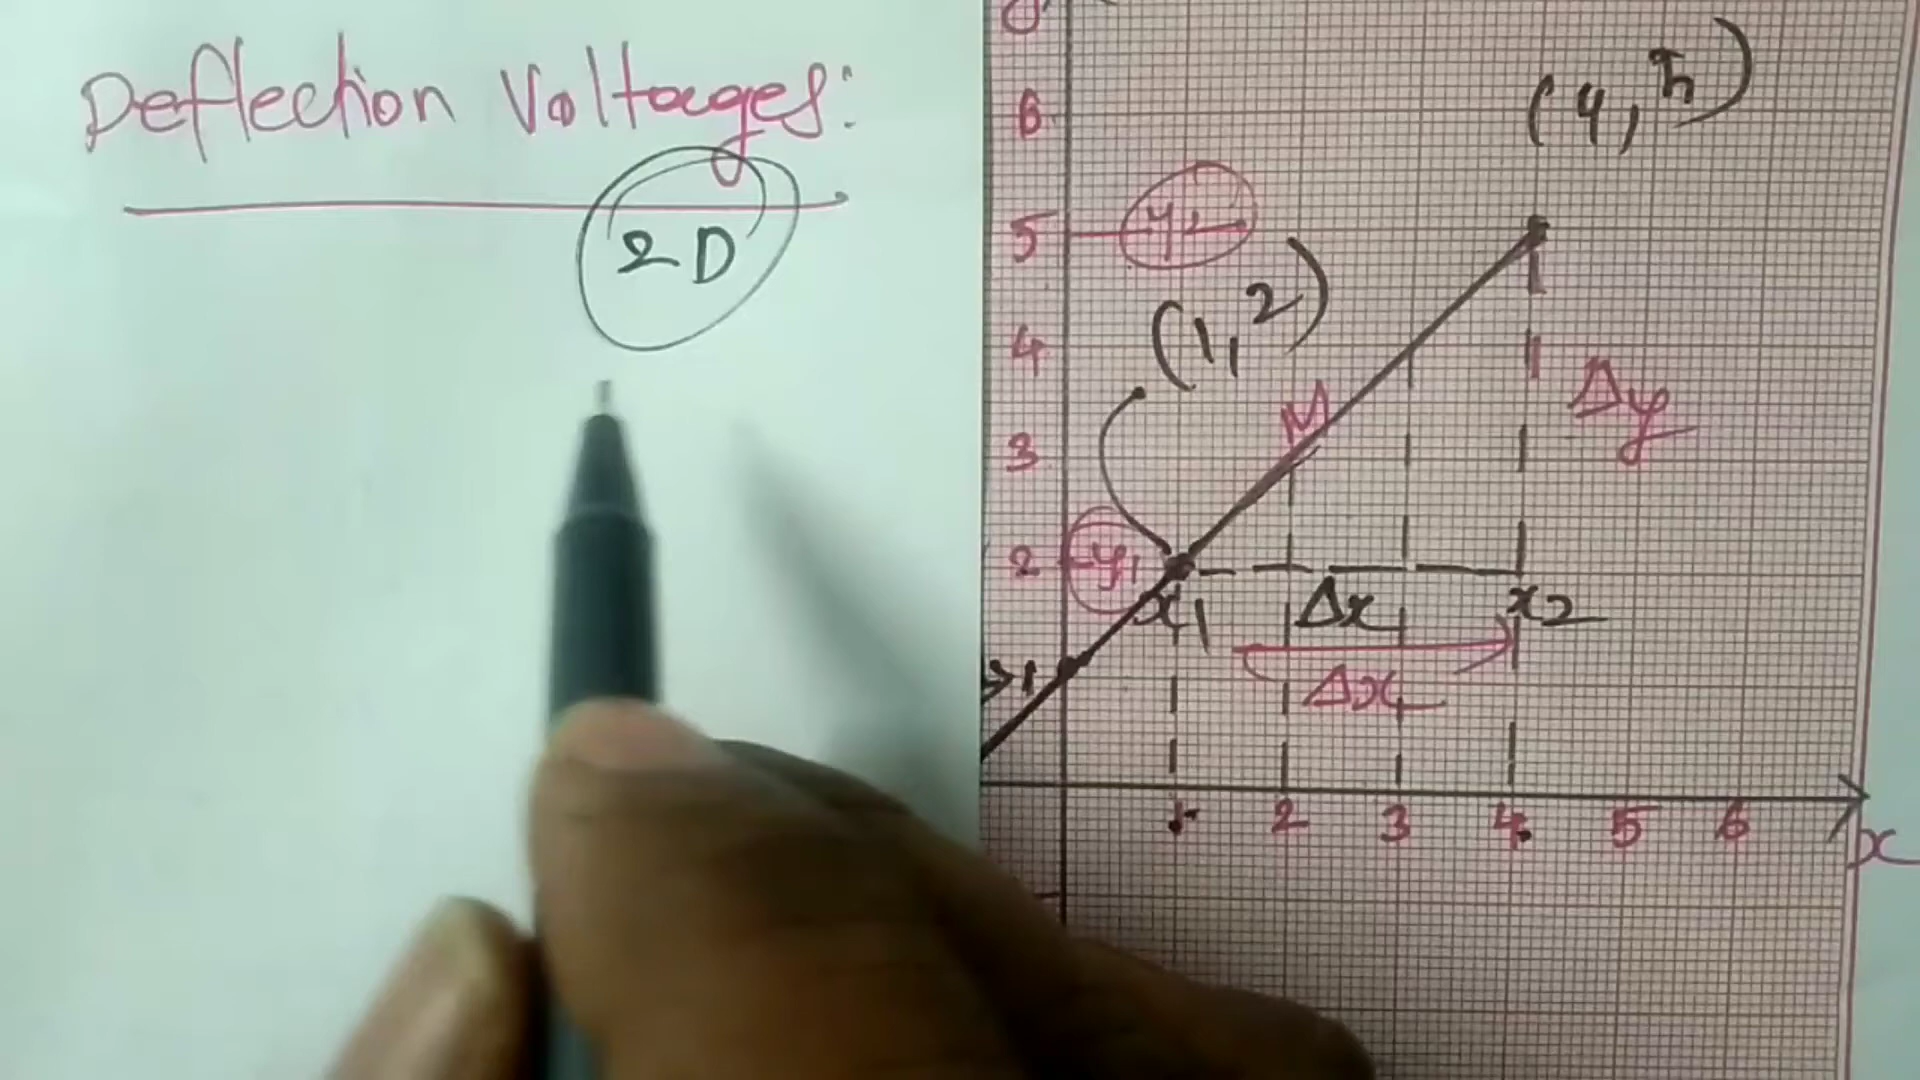 Deflection Voltages:
2D
y
6
(4, 5)
5
y2
(1, 2)
4
M
Δy
3
2
y1
x1
Δx
x2
1
Δx
1 2 3 4 5 6
x